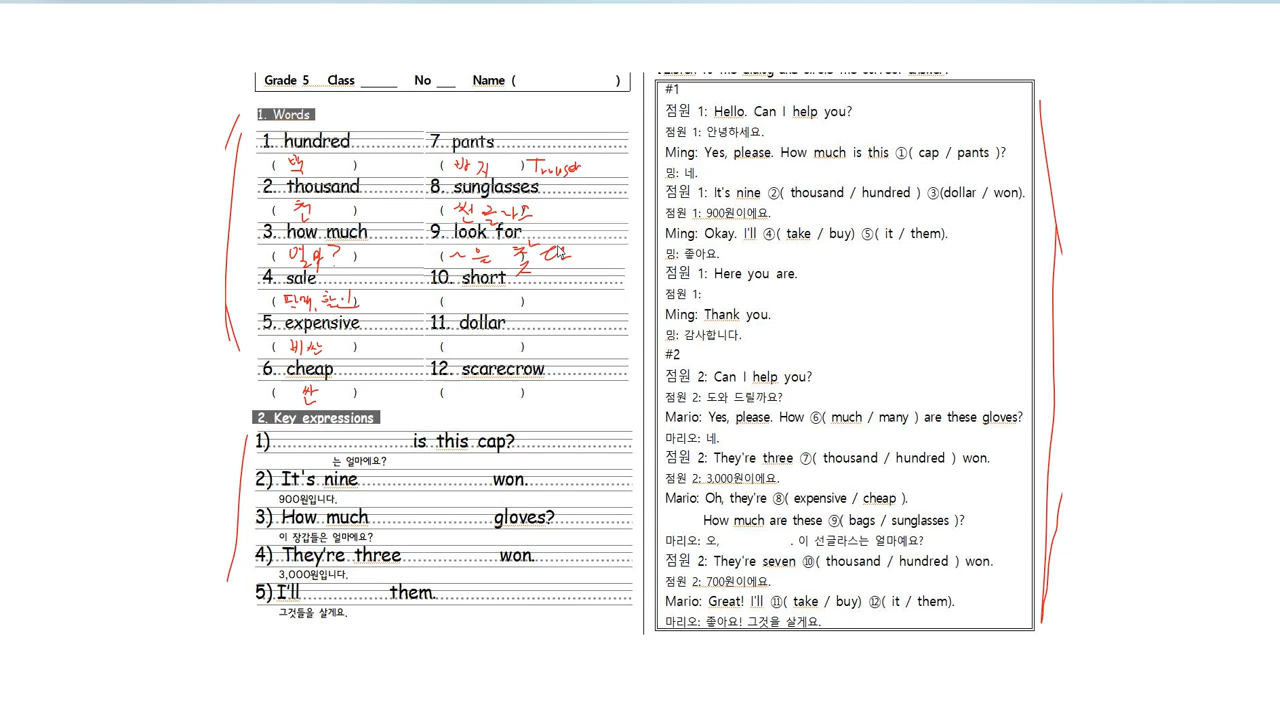 Grade 5 Class ______ No ___ Name ( )
1. Words
1. hundred
( 백 )
2. thousand
( 천 )
3. how much
( 얼마? )
4. sale
( 판매, 할인 )
5. expensive
( 비싼 )
6. cheap
( 싼 )
7 pants
( 바지 )
8. sunglasses
( 썬글라스 )
9. look for
( ~을 찾다 )
10. short
( )
11. dollar
( )
12. scarecrow
( )
2. Key expressions
1) is this cap?
는 얼마예요?
2) It's nine won.
900원입니다.
3) How much gloves?
이 장갑들은 얼마예요?
4) They're three won.
3,000원입니다.
5) I'll them.
그것들을 살게요.
#1
점원 1: Hello. Can I help you?
점원 1: 안녕하세요.
Ming: Yes, please. How much is this ①( cap / pants )?
밍: 네.
점원 1: It's nine ②( thousand / hundred ) ③(dollar / won).
점원 1: 900원이에요.
Ming: Okay. I'll ④( take / buy) ⑤( it / them).
밍: 좋아요.
점원 1: Here you are.
점원 1:
Ming: Thank you.
밍: 감사합니다.
#2
점원 2: Can I help you?
점원 2: 도와 드릴까요?
Mario: Yes, please. How ⑥( much / many ) are these gloves?
마리오: 네.
점원 2: They're three ⑦( thousand / hundred ) won.
점원 2: 3,000원이에요.
Mario: Oh, they're ⑧( expensive / cheap ).
How much are these ⑨( bags / sunglasses )?
마리오: 오, . 이 선글라스는 얼마예요?
점원 2: They're seven ⑩( thousand / hundred ) won.
점원 2: 700원이에요.
Mario: Great! I'll ⑪( take / buy) ⑫( it / them).
마리오: 좋아요! 그것을 살게요.